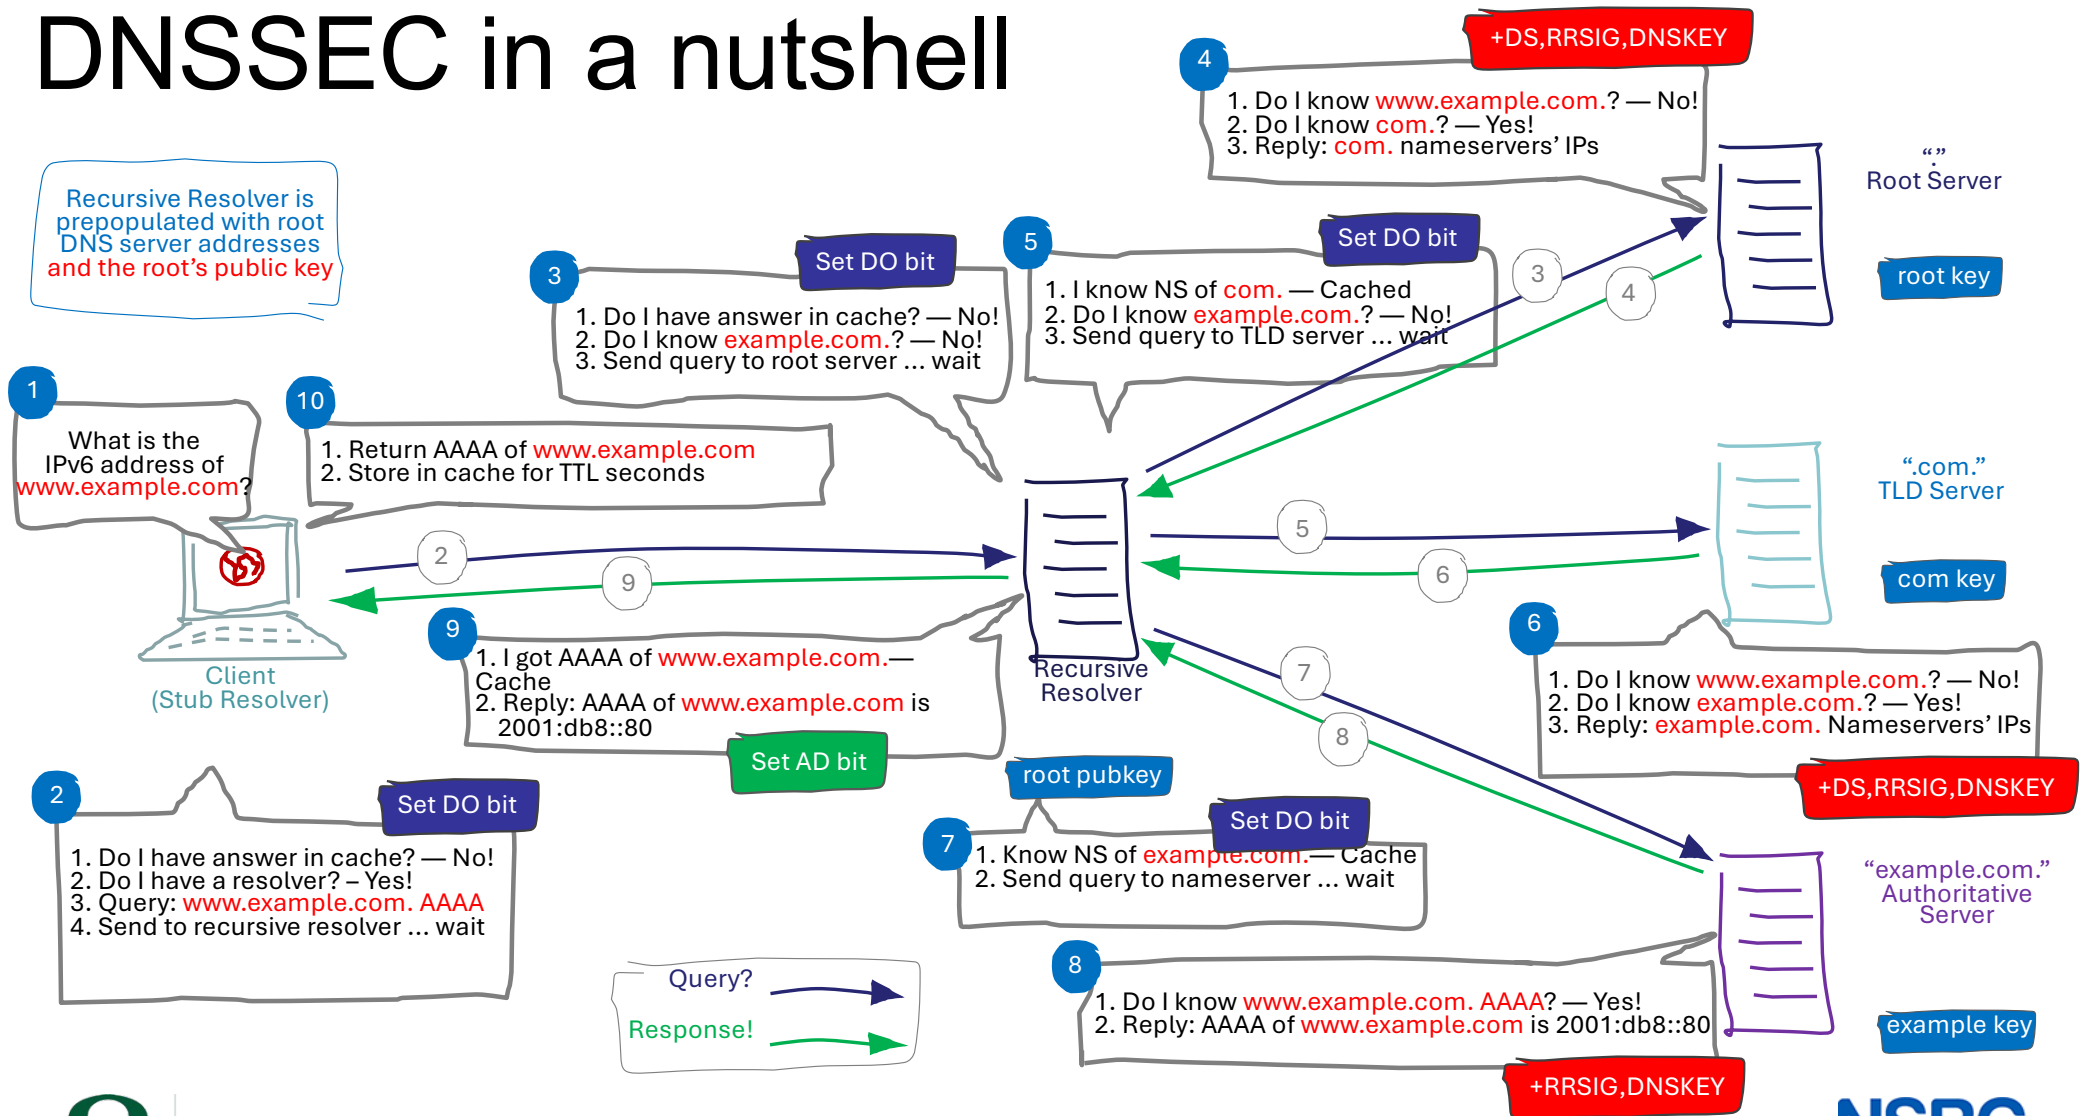 DNSSEC in a nutshell
Recursive Resolver is
prepopulated with root
DNS server addresses
and the root's public key
1
What is the
IPv6 address of
www.example.com?
10
1. Return AAAA of www.example.com
2. Store in cache for TTL seconds
3
Set DO bit
1. Do I have answer in cache? — No!
2. Do I know example.com.? — No!
3. Send query to root server ... wait
5
Set DO bit
1. I know NS of com. — Cached
2. Do I know example.com.? — No!
3. Send query to TLD server ... wait
4
+DS,RRSIG,DNSKEY
1. Do I know www.example.com.? — No!
2. Do I know com.? — Yes!
3. Reply: com. nameservers' IPs
“.”
Root Server
root key
3
4
“.com.”
TLD Server
com key
5
6
2
9
Client
(Stub Resolver)
Recursive
Resolver
9
1. I got AAAA of www.example.com.—
Cache
2. Reply: AAAA of www.example.com is
2001:db8::80
Set AD bit
6
1. Do I know www.example.com.? — No!
2. Do I know example.com.? — Yes!
3. Reply: example.com. Nameservers' IPs
+DS,RRSIG,DNSKEY
7
8
2
Set DO bit
1. Do I have answer in cache? — No!
2. Do I have a resolver? – Yes!
3. Query: www.example.com. AAAA
4. Send to recursive resolver ... wait
root pubkey
7
Set DO bit
1. Know NS of example.com.— Cache
2. Send query to nameserver ... wait
“example.com.”
Authoritative
Server
example key
8
1. Do I know www.example.com. AAAA? — Yes!
2. Reply: AAAA of www.example.com is 2001:db8::80
+RRSIG,DNSKEY
Query?
Response!
NSRC